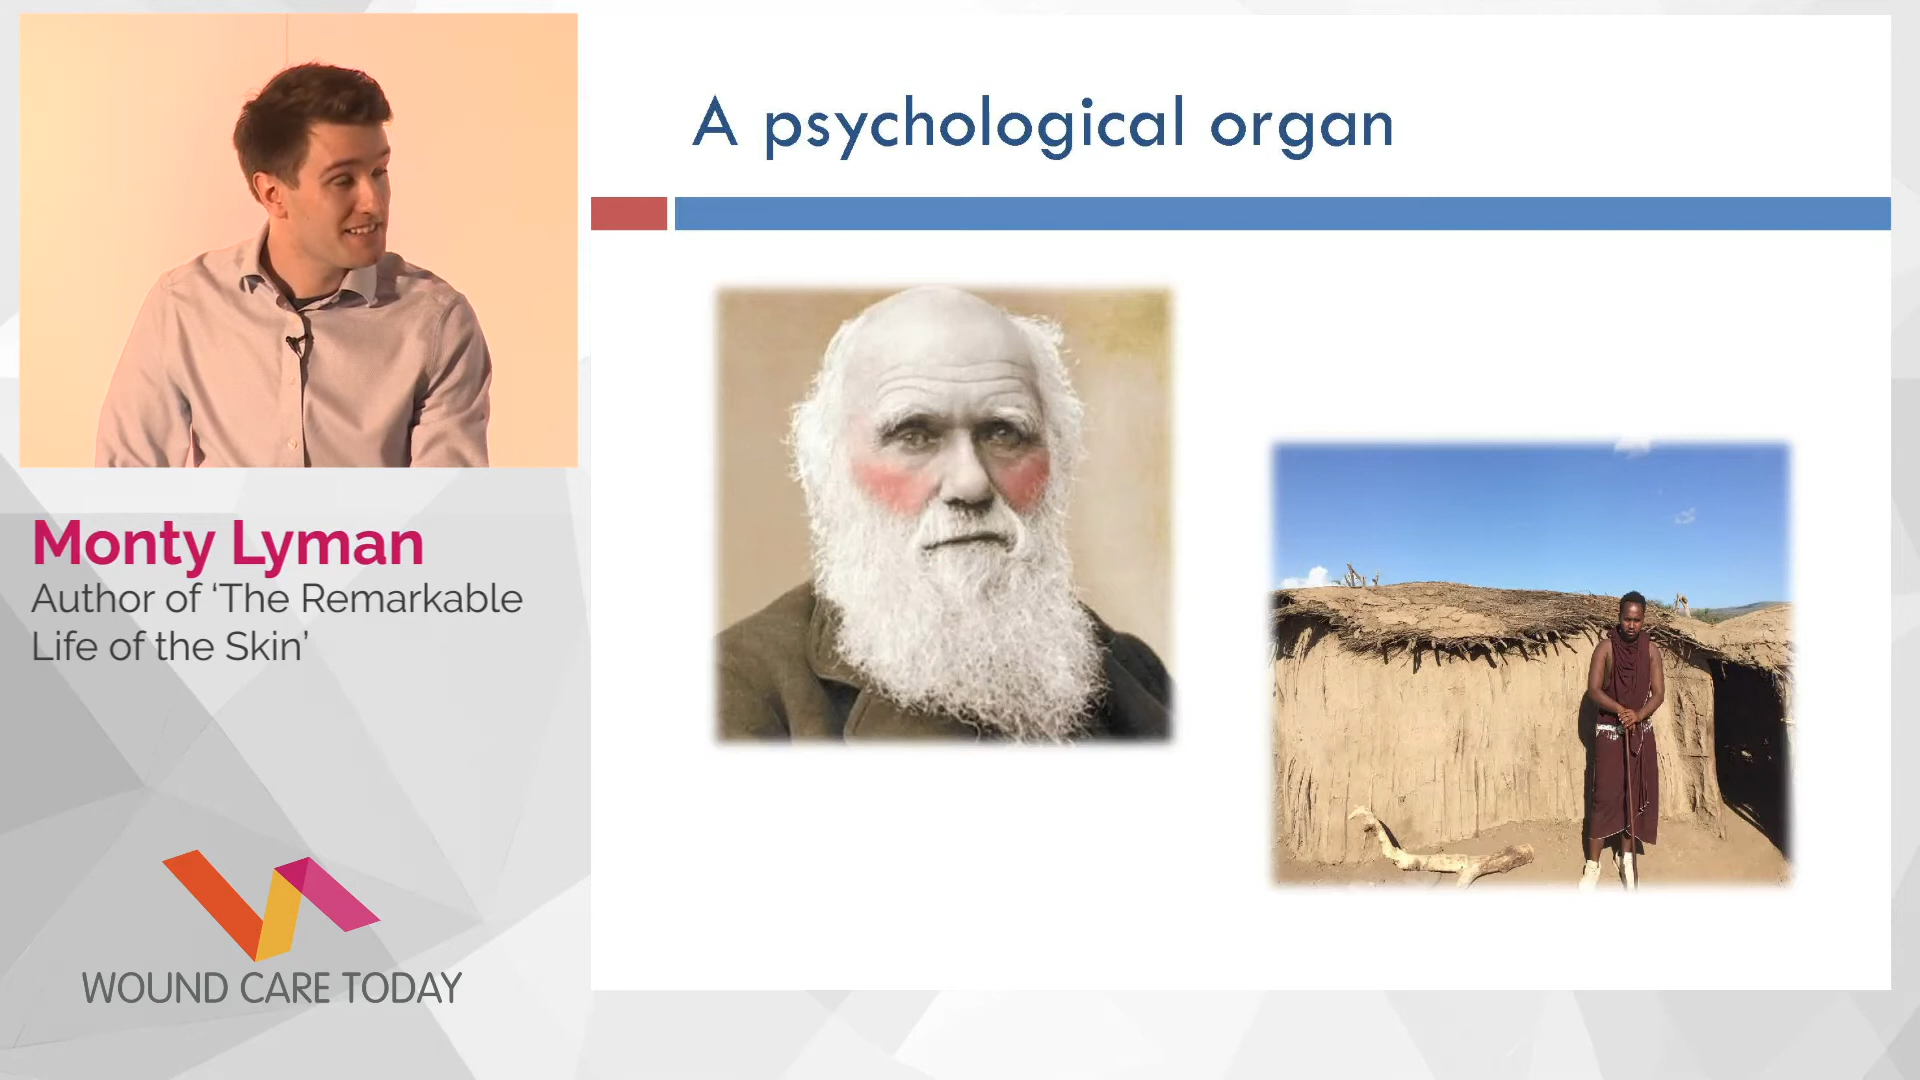 A psychological organ
Monty Lyman
Author of ‘The Remarkable
Life of the Skin’
WOUND CARE TODAY